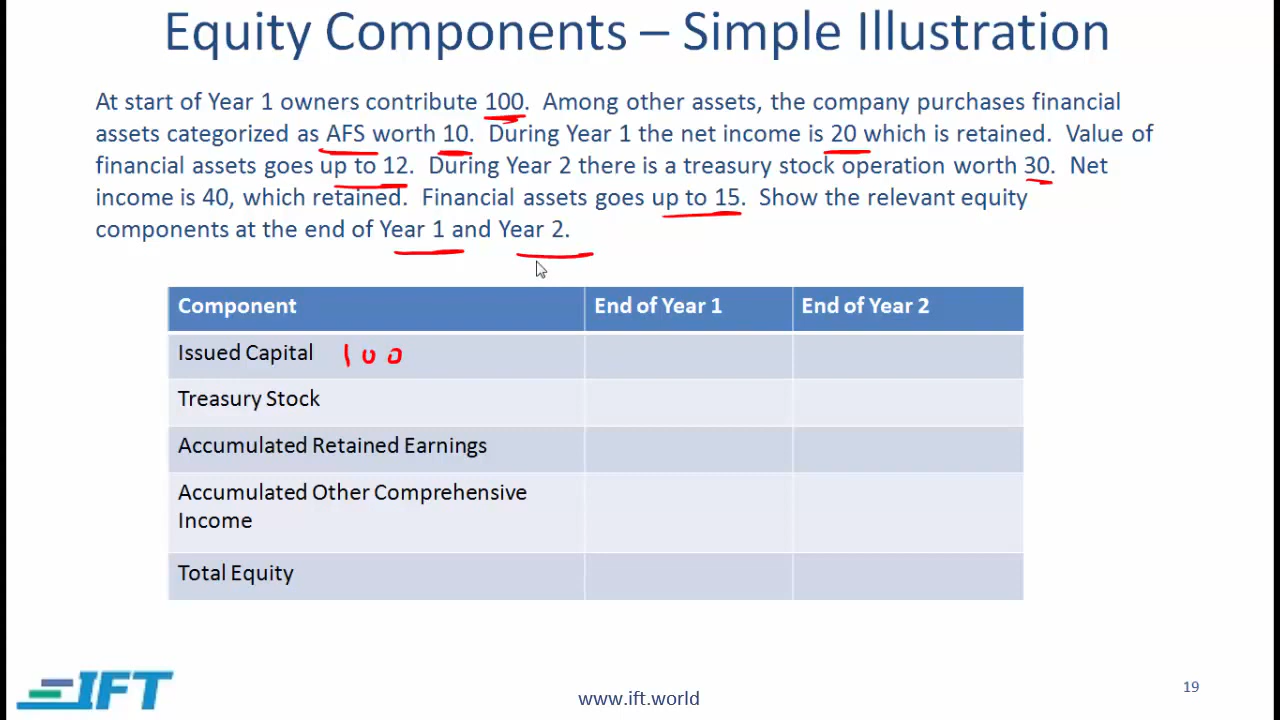 Equity Components – Simple Illustration
At start of Year 1 owners contribute 100. Among other assets, the company purchases financial
assets categorized as AFS worth 10. During Year 1 the net income is 20 which is retained. Value of
financial assets goes up to 12. During Year 2 there is a treasury stock operation worth 30. Net
income is 40, which retained. Financial assets goes up to 15. Show the relevant equity
components at the end of Year 1 and Year 2.
Component End of Year 1 End of Year 2
Issued Capital 100
Treasury Stock
Accumulated Retained Earnings
Accumulated Other Comprehensive
Income
Total Equity
IFT
www.ift.world
19